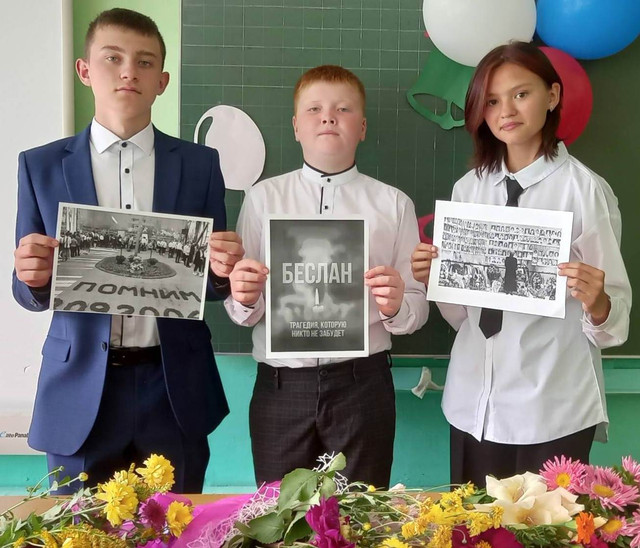 ПОМНИМ
БЕСЛАН
ТРАГЕДИЯ, КОТОРУЮ
НИКТО НЕ ЗАБУДЕТ